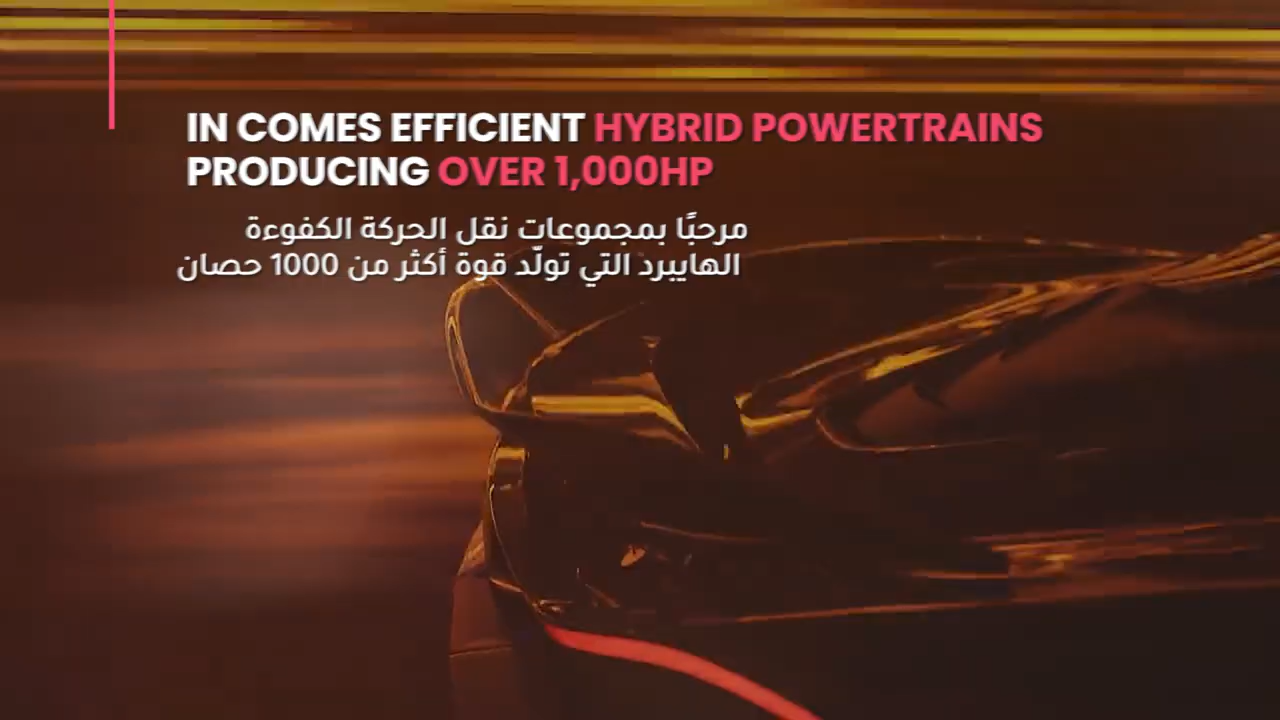 IN COMES EFFICIENT HYBRID POWERTRAINS
PRODUCING OVER 1,000HP
مرحبًا بمجموعات نقل الحركة الكفوءة
الهايبرد التي تولّد قوة أكثر من 1000 حصان